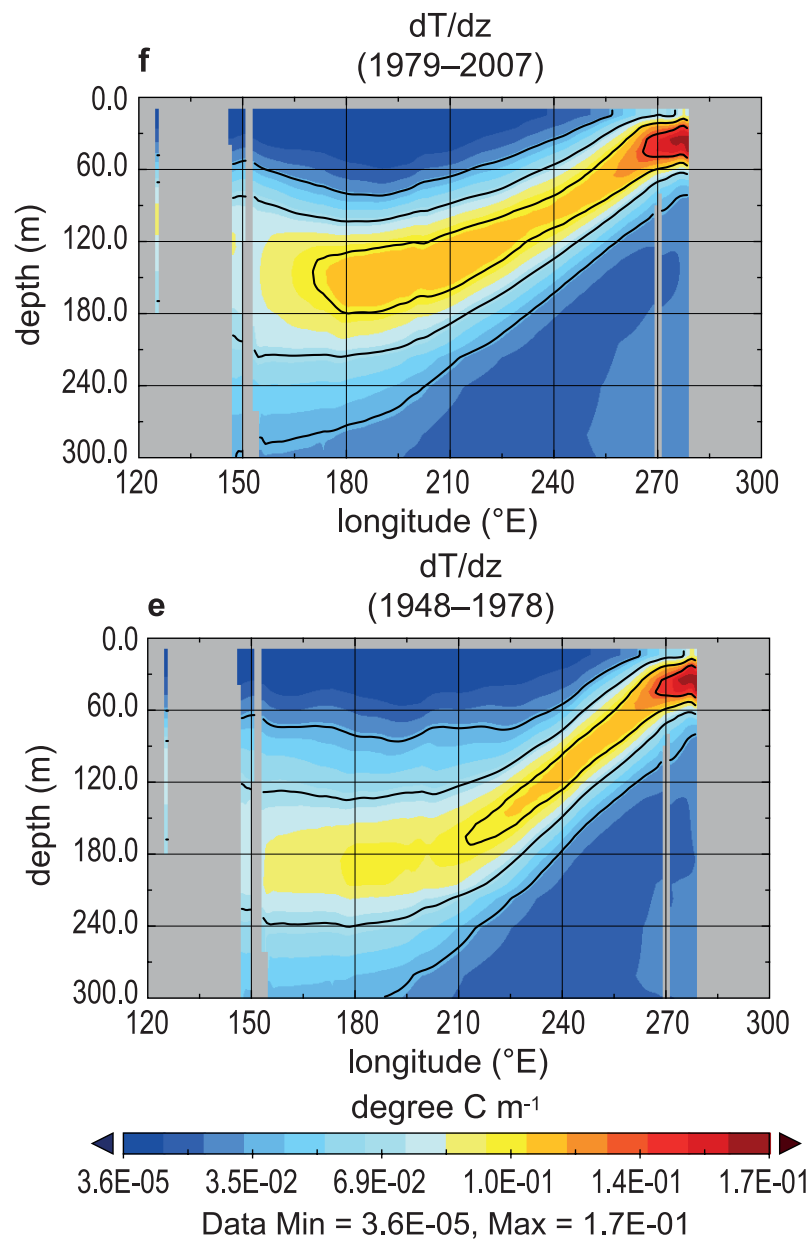 dT/dz
f
(1979–2007)
0.0
60.0
120.0
180.0
240.0
300.0
depth (m)
120 150 180 210 240 270 300
longitude (°E)
dT/dz
e
(1948–1978)
0.0
60.0
120.0
180.0
240.0
300.0
depth (m)
120 150 180 210 240 270 300
longitude (°E)
degree C m⁻¹
3.6E-05 3.5E-02 6.9E-02 1.0E-01 1.4E-01 1.7E-01
Data Min = 3.6E-05, Max = 1.7E-01